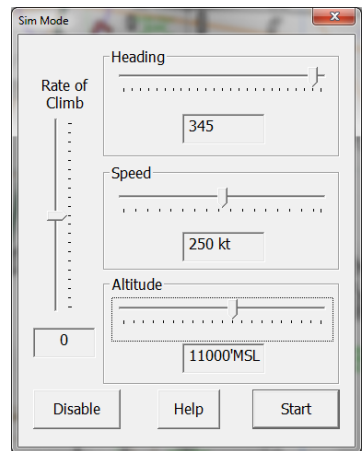 Sim Mode
Heading
345
Rate of
Climb
0
Speed
250 kt
Altitude
11000'MSL
Disable
Help
Start